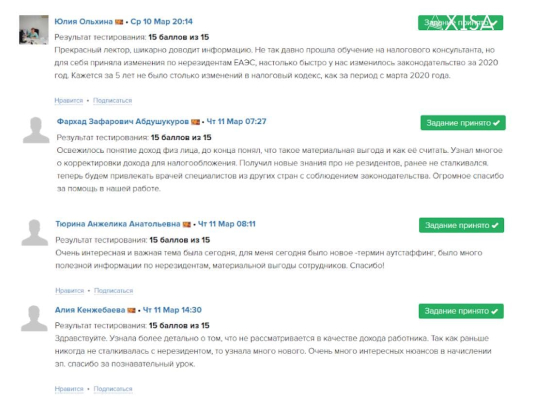 Юлия Ольхина • Ср 10 Мар 20:14
Задание принято
AXISA
Результат тестирования: 15 баллов из 15
Прекрасный лектор, шикарно доводит информацию. Не так давно прошла обучение на налогового консультанта, но
для себя приняла изменения по нерезидентам ЕАЭС, настолько быстро у нас изменилось законодательство за 2020
год. Кажется за 5 лет не было столько изменений в налоговый кодекс, как за период с марта 2020 года.
Нравится • Подписаться
Фархад Зафарович Абдушукуров • Чт 11 Мар 07:27
Задание принято ✔
Результат тестирования: 15 баллов из 15
Освежилось понятие доход физ лица, до конца понял, что такое материальная выгода и как её считать. Узнал многое
о корректировки дохода для налогообложения. Получил новые знания про не резидентов, ранее не сталкивался.
теперь будем привлекать врачей специалистов из других стран с соблюдением законодательства. Огромное спасибо
за помощь в нашей работе.
Тюрина Анжелика Анатольевна • Чт 11 Мар 08:11
Задание принято ✔
Результат тестирования: 15 баллов из 15
Очень интересная и важная тема была сегодня, для меня сегодня было новое -термин аутстаффинг, было много
полезной информации по нерезидентам, материальной выгоды сотрудников. Спасибо!
Нравится • Подписаться
Алия Кенжебаева • Чт 11 Мар 14:30
Задание принято ✔
Результат тестирования: 15 баллов из 15
Здравствуйте. Узнала более детально о том, что не рассматривается в качестве дохода работника. Так как раньше
никогда не сталкивалась с нерезидентом, то узнала много нового. Очень много интересных нюансов в начислении
зп. спасибо за познавательный урок.
Нравится • Подписаться